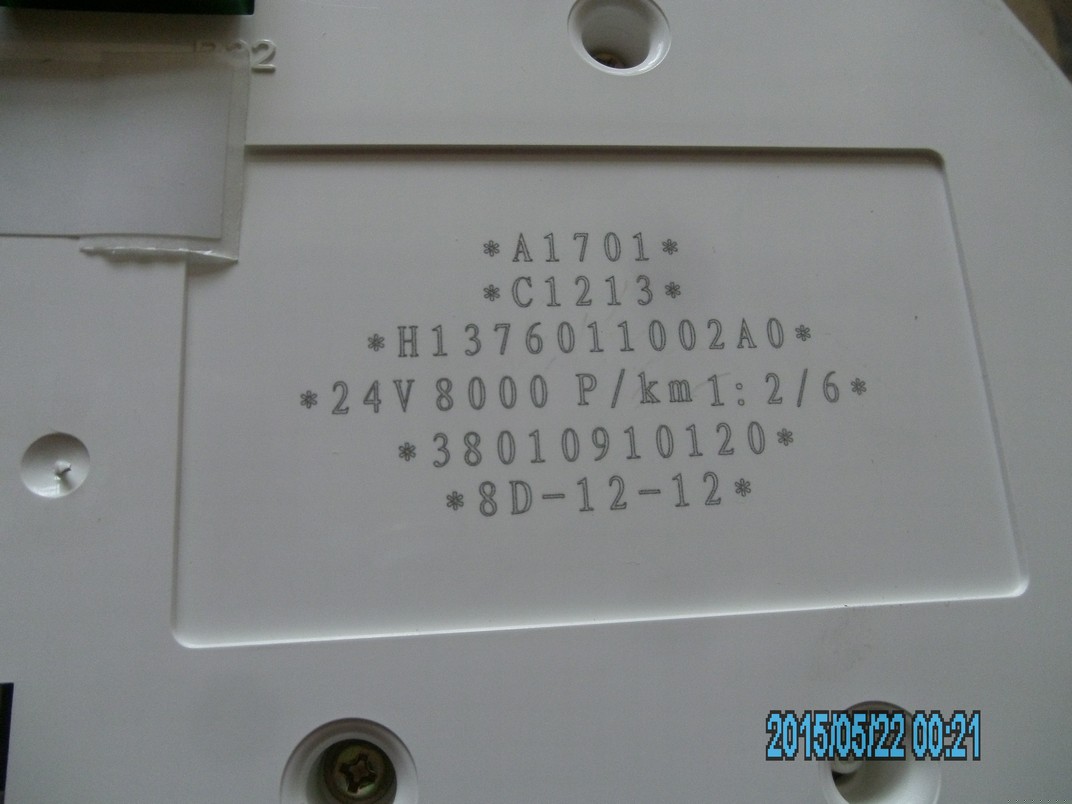 *A1701*
*C1213*
*H1376011002A0*
*24V8000 P/km1:2/6*
*38010910120*
*8D-12-12*
2015/05/22 00:21